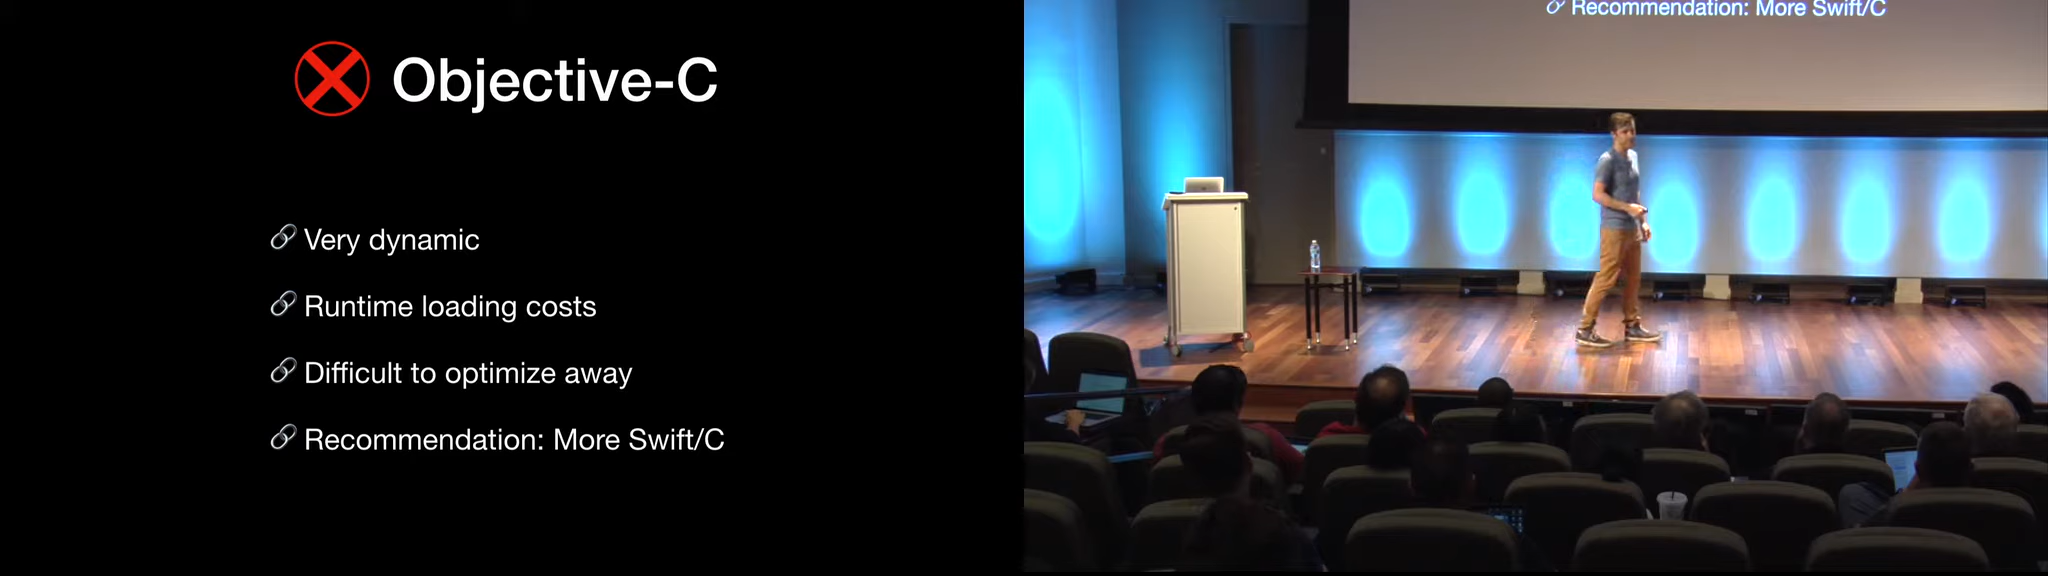 Objective-C
Very dynamic
Runtime loading costs
Difficult to optimize away
Recommendation: More Swift/C
Recommendation: More Swift/C